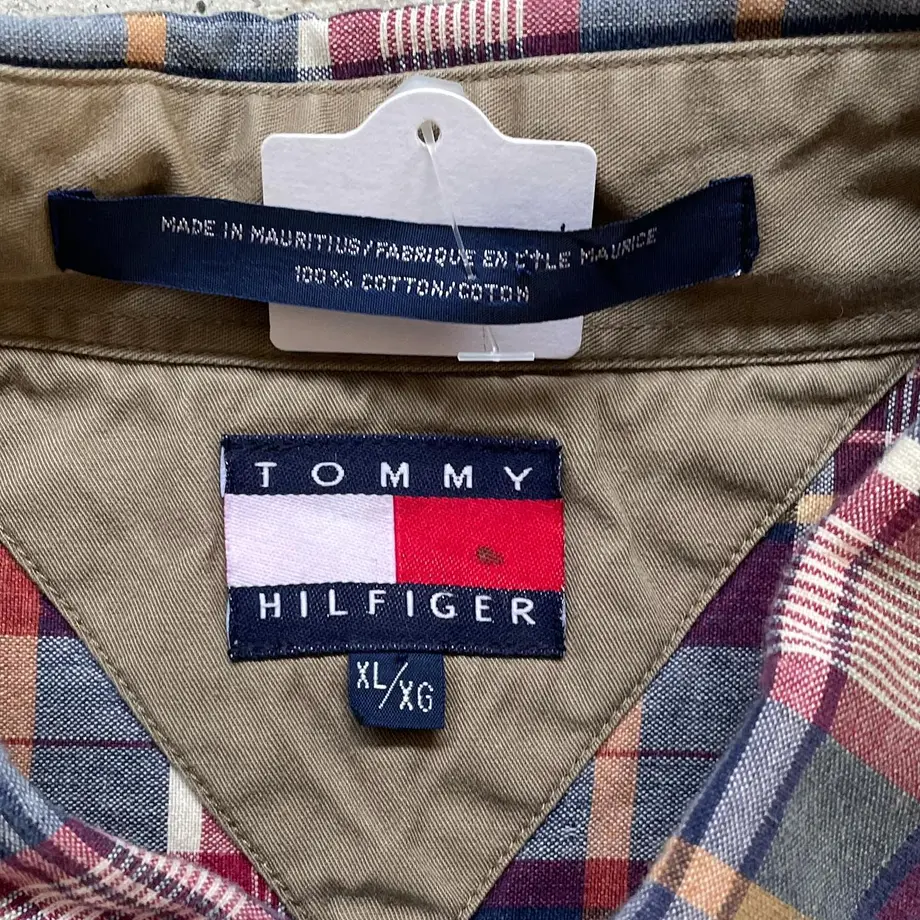 MADE IN MAURITIUS/FABRIQUE EN L'ILE MAURICE
100% COTTON/COTON
TOMMY
HILFIGER
XL/XG